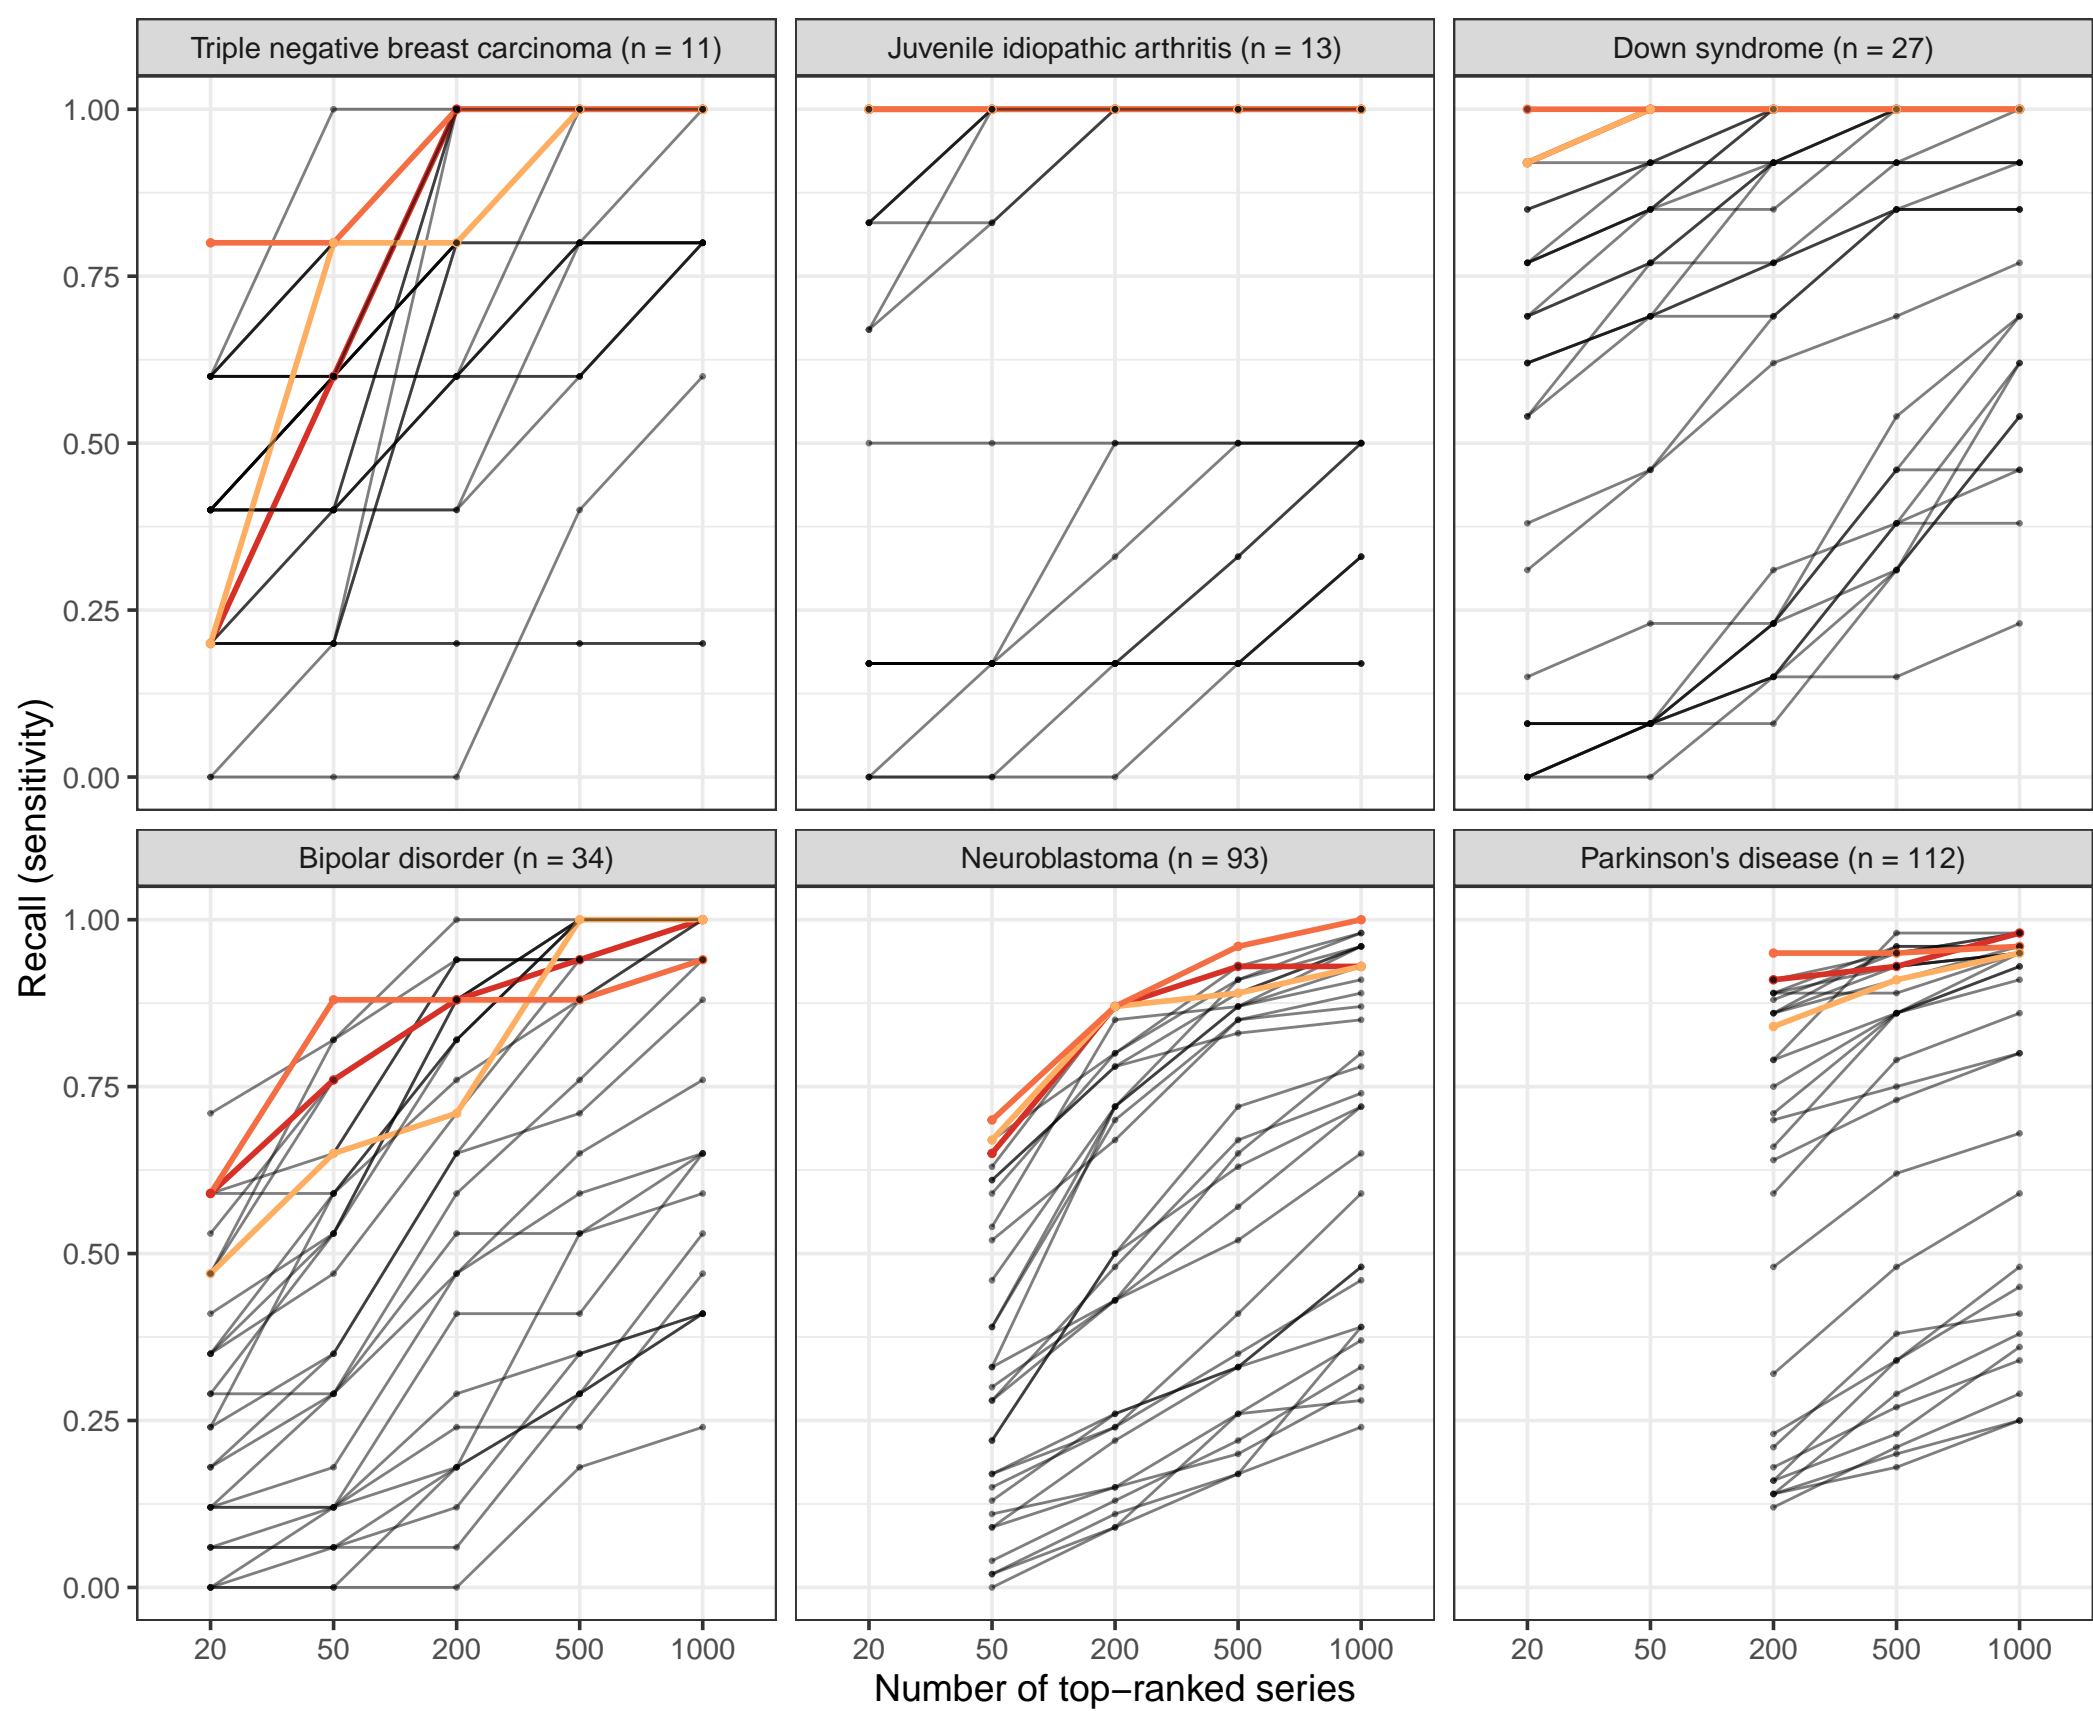 Triple negative breast carcinoma (n = 11)
Juvenile idiopathic arthritis (n = 13)
Down syndrome (n = 27)
1.00
0.75
0.50
0.25
0.00
Recall (sensitivity)
Bipolar disorder (n = 34)
Neuroblastoma (n = 93)
Parkinson's disease (n = 112)
1.00
0.75
0.50
0.25
0.00
20 50 200 500 1000
20 50 200 500 1000
20 50 200 500 1000
Number of top−ranked series